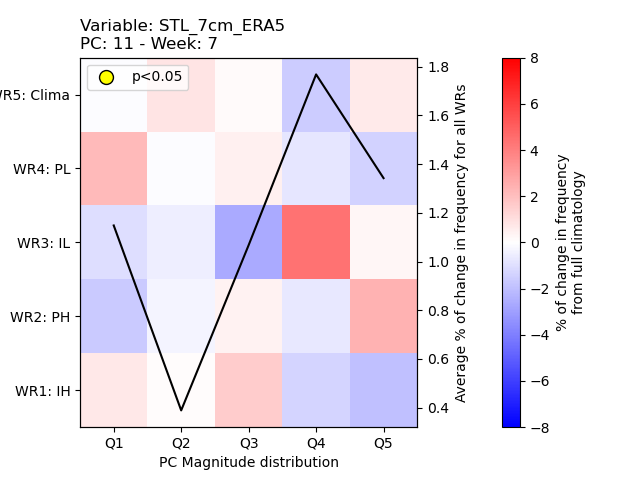 Variable: STL_7cm_ERA5
PC: 11 - Week: 7
p<0.05
R5: Clima
WR4: PL
WR3: IL
WR2: PH
WR1: IH
Q1 Q2 Q3 Q4 Q5
PC Magnitude distribution
1.8
1.6
1.4
1.2
1.0
0.8
0.6
0.4
Average % of change in frequency for all WRs
8
6
4
2
0
−2
−4
−6
−8
% of change in frequency
from full climatology